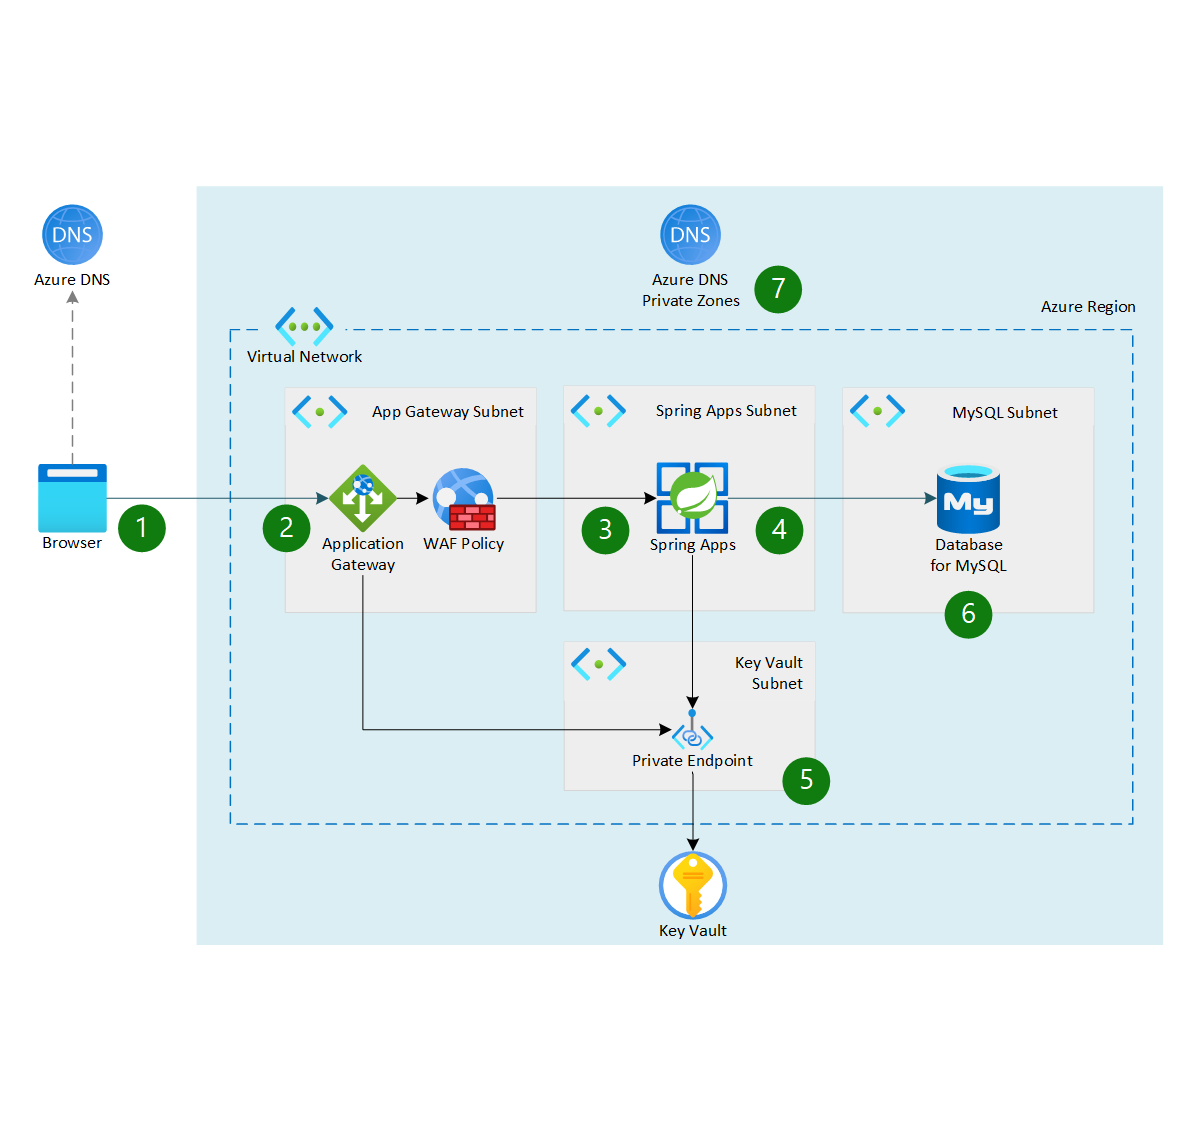 DNS
Azure DNS
DNS
Azure DNS
Private Zones
7
Azure Region
Virtual Network
App Gateway Subnet
Spring Apps Subnet
MySQL Subnet
My
Browser
1
2
Application
Gateway
WAF Policy
3
Spring Apps
4
Database
for MySQL
6
Key Vault
Subnet
Private Endpoint
5
Key Vault